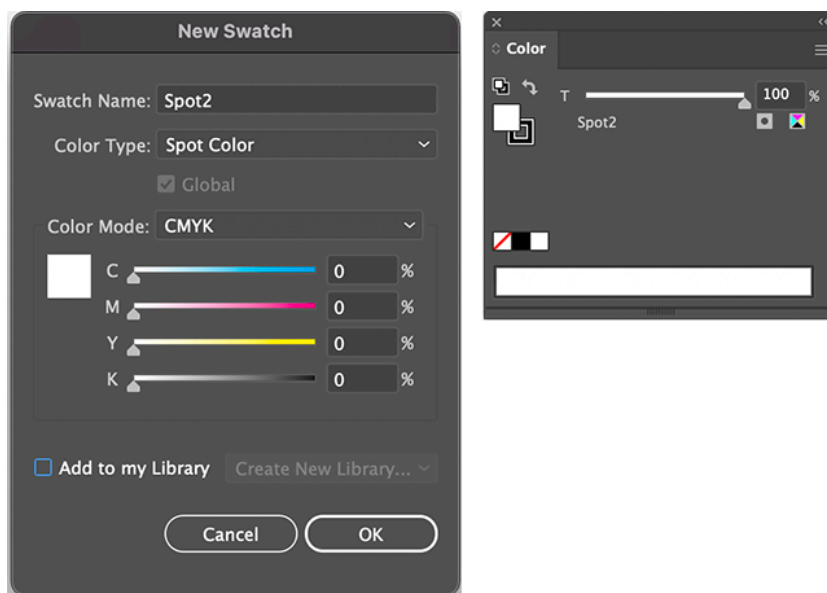 New Swatch
Swatch Name: Spot2
Color Type: Spot Color
Global
Color Mode: CMYK
C 0 %
M 0 %
Y 0 %
K 0 %
Add to my Library Create New Library...
Cancel OK
Color
T 100 %
Spot2